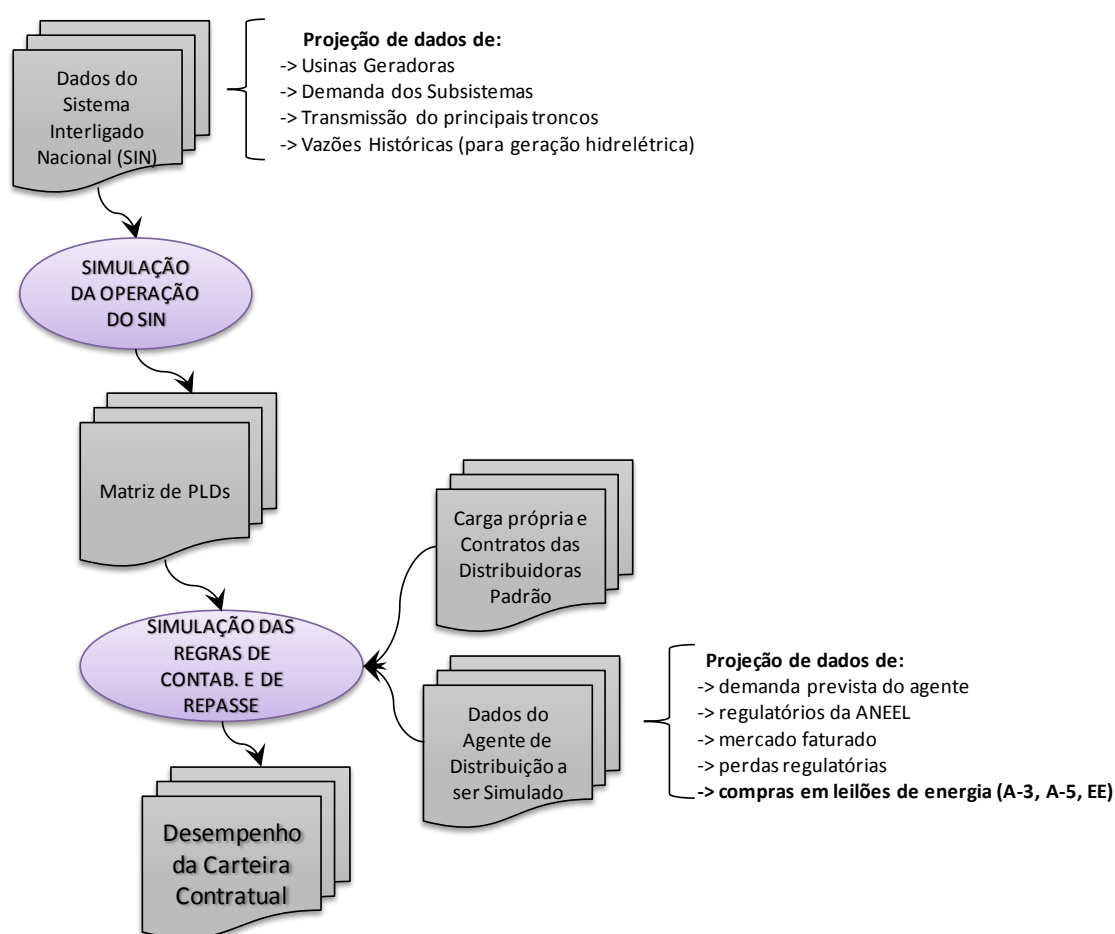 Dados do
Sistema
Interligado
Nacional (SIN)
Projeção de dados de:
-> Usinas Geradoras
-> Demanda dos Subsistemas
-> Transmissão do principais troncos
-> Vazões Históricas (para geração hidrelétrica)
SIMULAÇÃO
DA OPERAÇÃO
DO SIN
Matriz de PLDs
Carga própria e
Contratos das
Distribuidoras
Padrão
SIMULAÇÃO DAS
REGRAS DE
CONTAB. E DE
REPASSE
Dados do
Agente de
Distribuição a
ser Simulado
Projeção de dados de:
-> demanda prevista do agente
-> regulatórios da ANEEL
-> mercado faturado
-> perdas regulatórias
-> compras em leilões de energia (A-3, A-5, EE)
Desempenho
da Carteira
Contratual